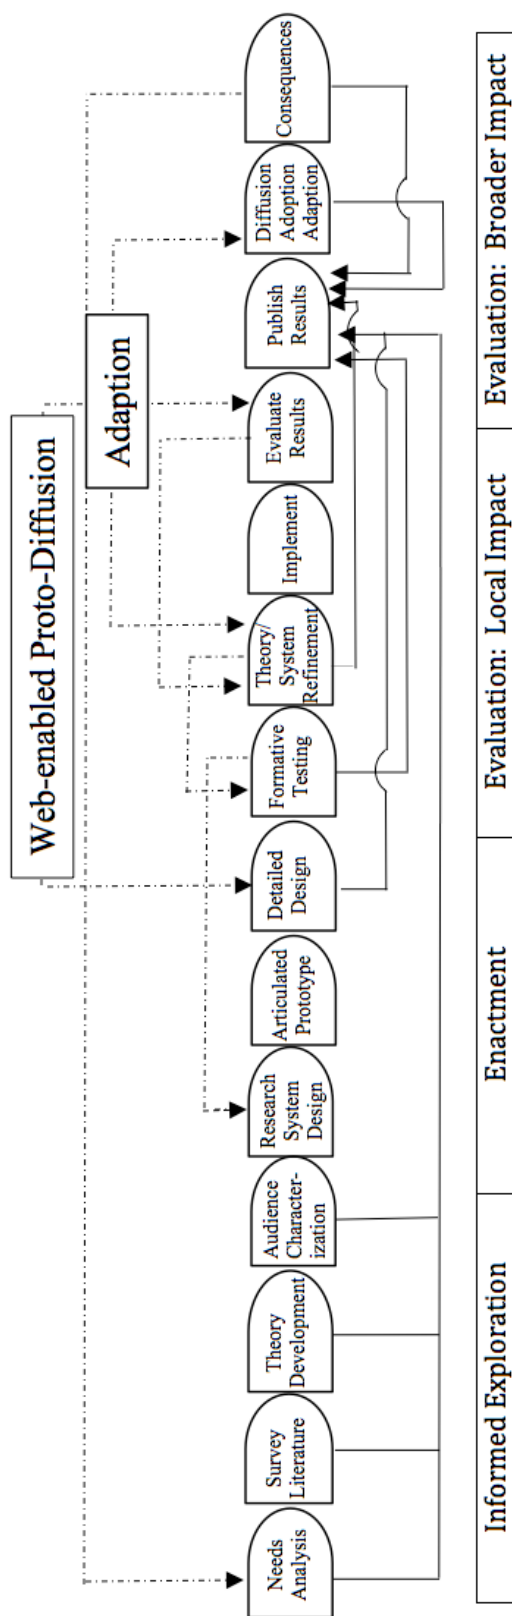 Web-enabled Proto-Diffusion
Adaption
Needs
Analysis
Survey
Literature
Theory
Development
Audience
Character-
ization
Research
System
Design
Articulated
Prototype
Detailed
Design
Formative
Testing
Theory/
System
Refinement
Implement
Evaluate
Results
Publish
Results
Diffusion
Adoption
Adaption
Consequences
Informed Exploration
Enactment
Evaluation: Local Impact
Evaluation: Broader Impact